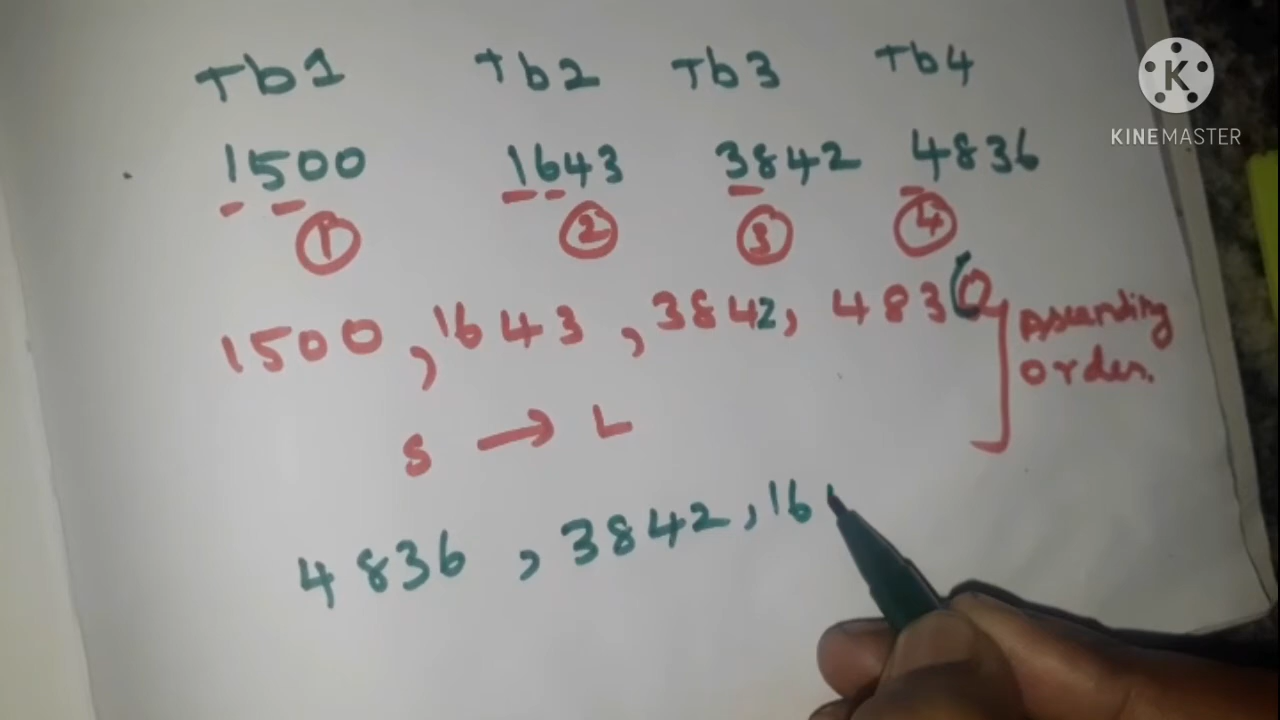 Tb1 Tb2 Tb3 Tb4
K
KINEMASTER
1500 1643 3842 4836
1 2 3 4
1500, 1643, 3842, 4836
Ascending
order.
S → L
4836, 3842, 16